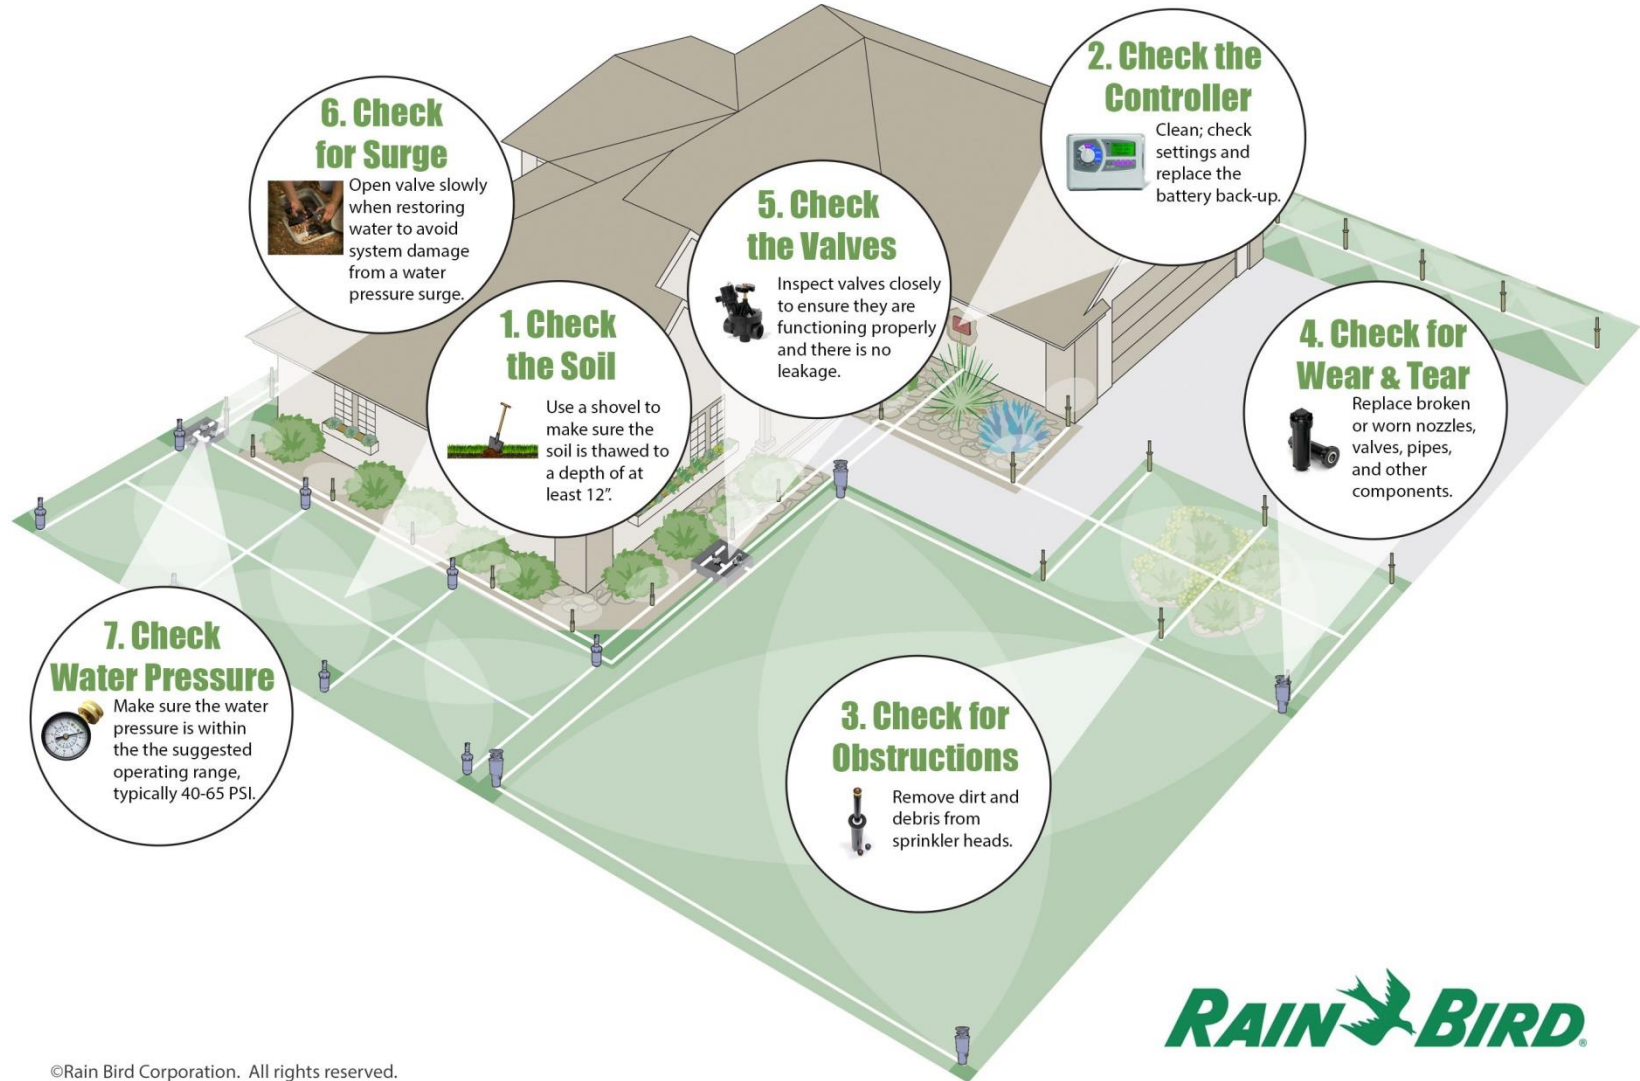 1. Check
the Soil
Use a shovel to
make sure the
soil is thawed to
a depth of at
least 12”.
2. Check the
Controller
Clean; check
settings and
replace the
battery back-up.
3. Check for
Obstructions
Remove dirt and
debris from
sprinkler heads.
4. Check for
Wear & Tear
Replace broken
or worn nozzles,
valves, pipes,
and other
components.
5. Check
the Valves
Inspect valves closely
to ensure they are
functioning properly
and there is no
leakage.
6. Check
for Surge
Open valve slowly
when restoring
water to avoid
system damage
from a water
pressure surge.
7. Check
Water Pressure
Make sure the water
pressure is within
the the suggested
operating range,
typically 40-65 PSI.
RAIN BIRD®
©Rain Bird Corporation. All rights reserved.